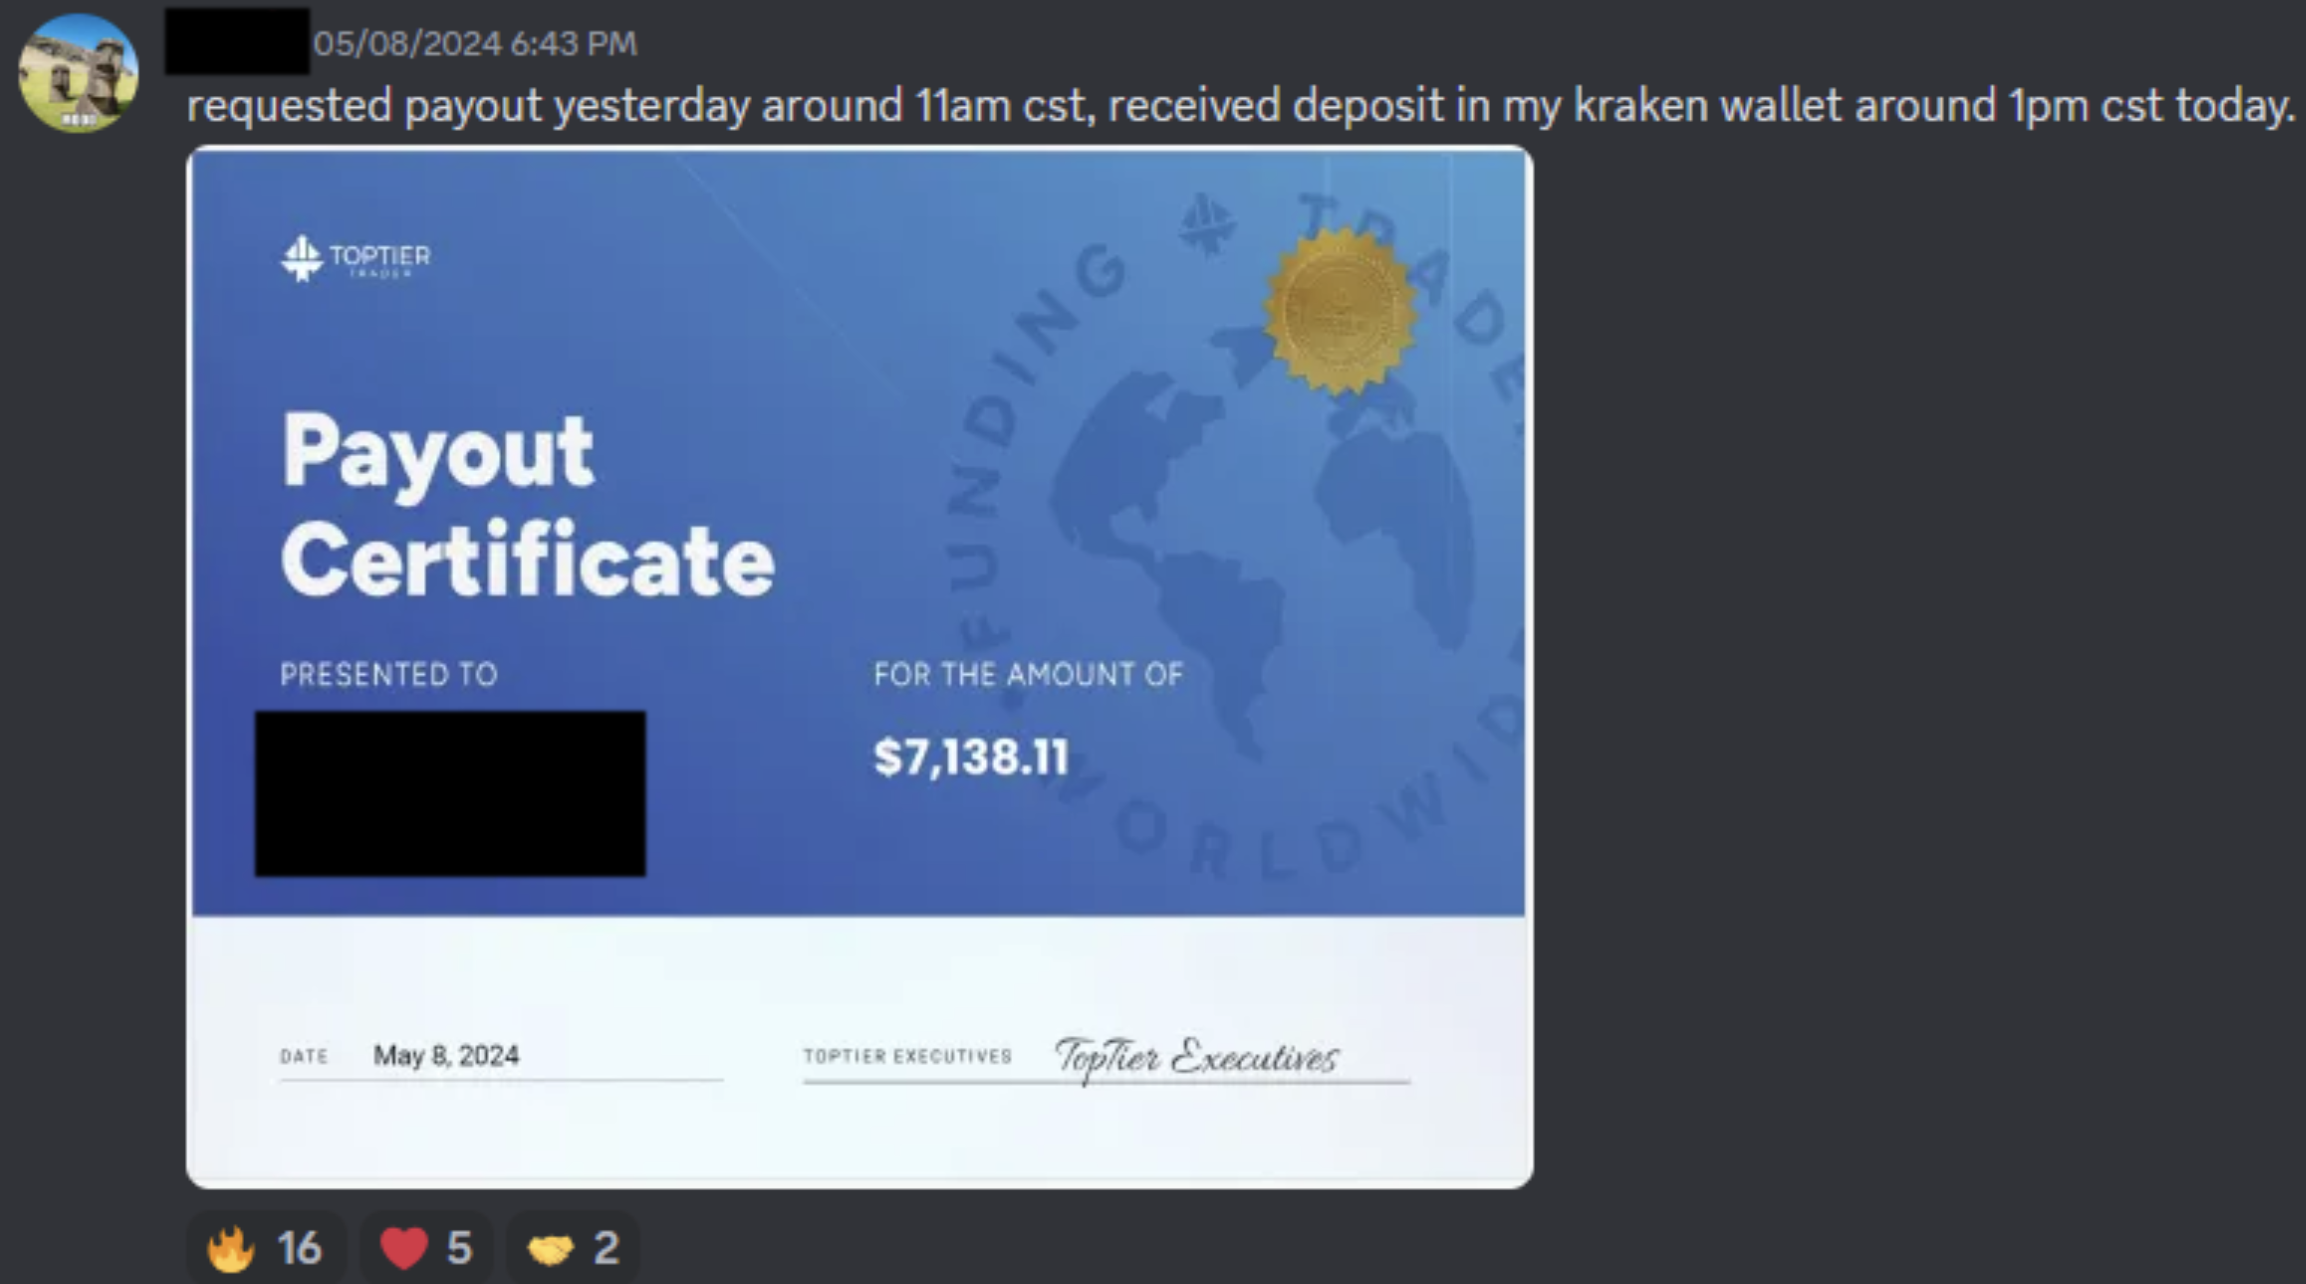 05/08/2024 6:43 PM
requested payout yesterday around 11am cst, received deposit in my kraken wallet around 1pm cst today.
TOPTIER
TRADER
FUNDING
TRADE
WORLDWID
Payout
Certificate
PRESENTED TO
FOR THE AMOUNT OF
$7,138.11
DATE May 8, 2024
TOPTIER EXECUTIVES TopTier Executives
16 5 2